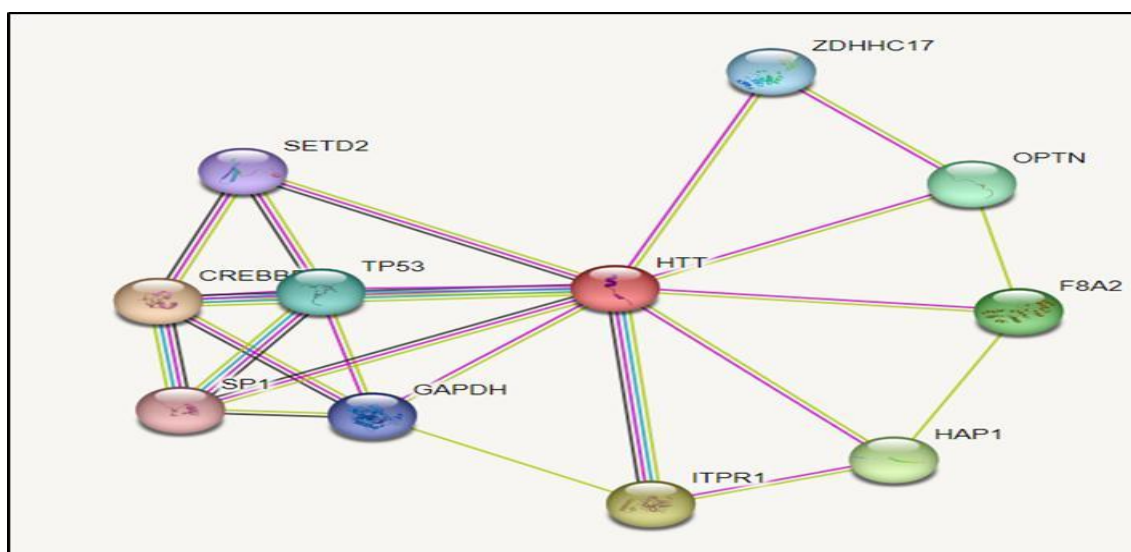 ZDHHC17
SETD2
OPTN
TP53
HTT
F8A2
SP1
GAPDH
HAP1
ITPR1